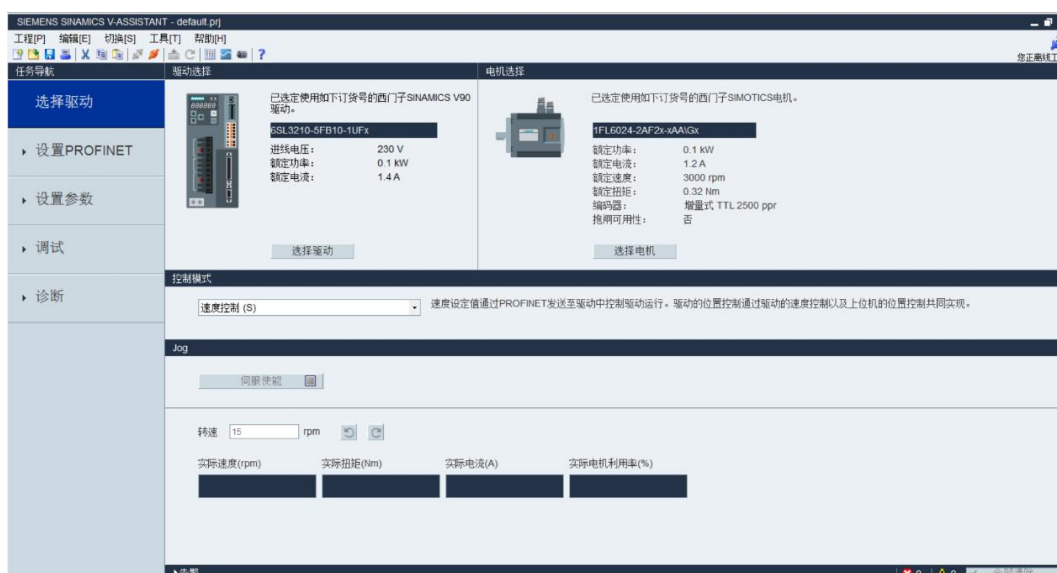 SIEMENS SINAMICS V-ASSISTANT - default.prj
工程[P] 编辑[E] 切换[S] 工具[T] 帮助[H]
您正离线工
任务导航
选择驱动
设置PROFINET
设置参数
调试
诊断
驱动选择
已选定使用如下订货号的西门子SINAMICS V90
驱动。
6SL3210-5FB10-1UFx
进线电压: 230 V
额定功率: 0.1 kW
额定电流: 1.4 A
选择驱动
电机选择
已选定使用如下订货号的西门子SIMOTICS电机。
1FL6024-2AF2x-xAA\Gx
额定功率: 0.1 kW
额定电流: 1.2 A
额定速度: 3000 rpm
额定扭矩: 0.32 Nm
编码器: 增量式 TTL 2500 ppr
抱闸可用性: 否
选择电机
控制模式
速度控制 (S)
速度设定值通过PROFINET发送至驱动中控制驱动运行。驱动的位置控制通过驱动的速度控制以及上位机的位置控制共同实现。
Jog
伺服使能
转速 15 rpm
实际速度(rpm) 实际扭矩(Nm) 实际电流(A) 实际电机利用率(%)